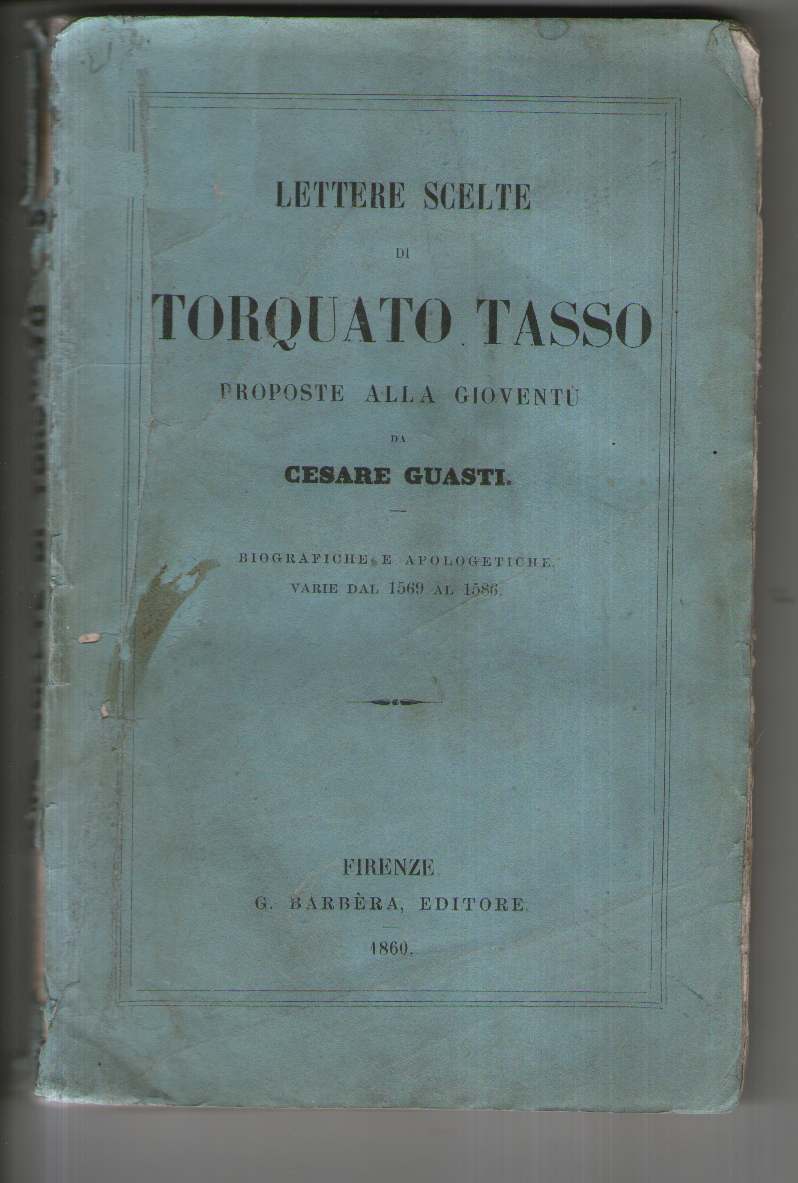 LETTERE SCELTE
DI
TORQUATO TASSO
PROPOSTE ALLA GIOVENTÙ
DA
CESARE GUASTI.
BIOGRAFICHE E APOLOGETICHE.
VARIE DAL 1569 AL 1586.
FIRENZE.
G. BARBÈRA, EDITORE.
1860.